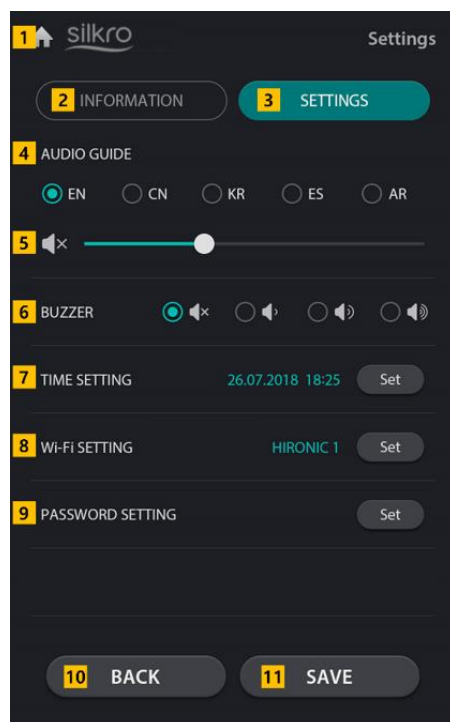 1 silkro Settings
2 INFORMATION 3 SETTINGS
4 AUDIO GUIDE
EN CN KR ES AR
5
6 BUZZER
7 TIME SETTING 26.07.2018 18:25 Set
8 Wi-Fi SETTING HIRONIC 1 Set
9 PASSWORD SETTING Set
10 BACK 11 SAVE